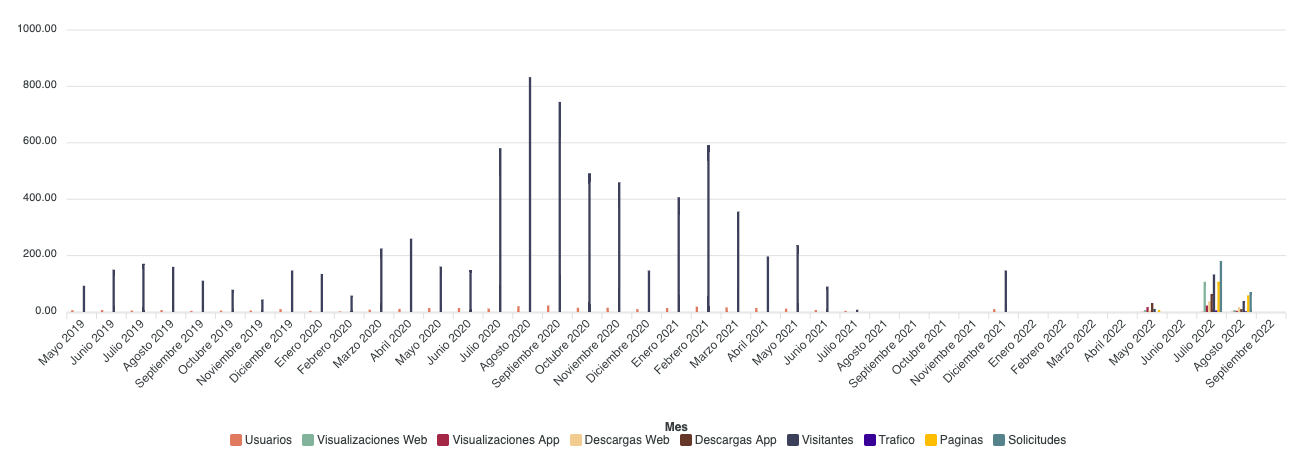 1000.00
800.00
600.00
400.00
200.00
0.00
Mayo 2019
Junio 2019
Julio 2019
Agosto 2019
Septiembre 2019
Octubre 2019
Noviembre 2019
Diciembre 2019
Enero 2020
Febrero 2020
Marzo 2020
Abril 2020
Mayo 2020
Junio 2020
Julio 2020
Agosto 2020
Septiembre 2020
Octubre 2020
Noviembre 2020
Diciembre 2020
Enero 2021
Febrero 2021
Marzo 2021
Abril 2021
Mayo 2021
Junio 2021
Julio 2021
Agosto 2021
Septiembre 2021
Octubre 2021
Noviembre 2021
Diciembre 2021
Enero 2022
Febrero 2022
Marzo 2022
Abril 2022
Mayo 2022
Junio 2022
Julio 2022
Agosto 2022
Septiembre 2022
Mes
Usuarios Visualizaciones Web Visualizaciones App Descargas Web Descargas App Visitantes Trafico Paginas Solicitudes